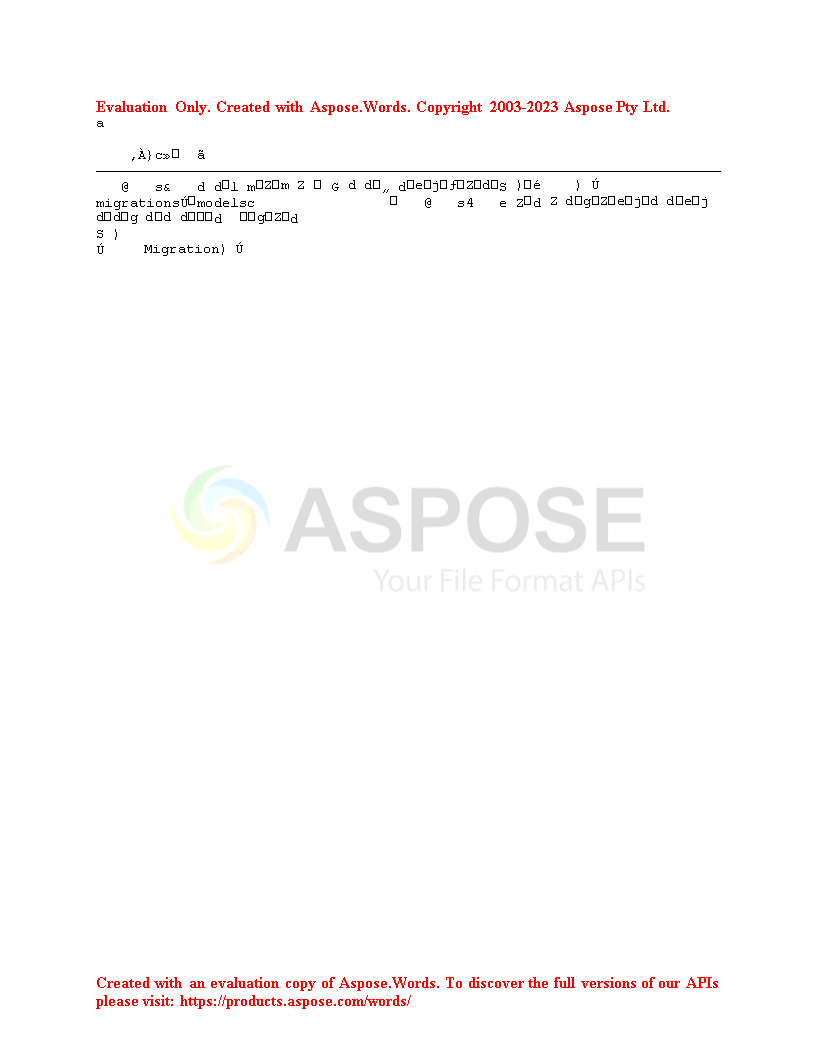 Evaluation Only. Created with Aspose.Words. Copyright 2003-2023 Aspose Pty Ltd.
a
‚À}c»□ ã
@ s& d d□l m□Z□m Z □ G d d□„ d□e□j□ƒ□Z□d□S )□é ) Ú
migrationsÚ□modelsc □ @ s4 e Z□d Z d□g□Z□e□j□d d□e□j
d□d□g d□d d□□□d □□g□Z□d
S )
Ú Migration) Ú
ASPOSE
Your File Format APIs
Created with an evaluation copy of Aspose.Words. To discover the full versions of our APIs
please visit: https://products.aspose.com/words/